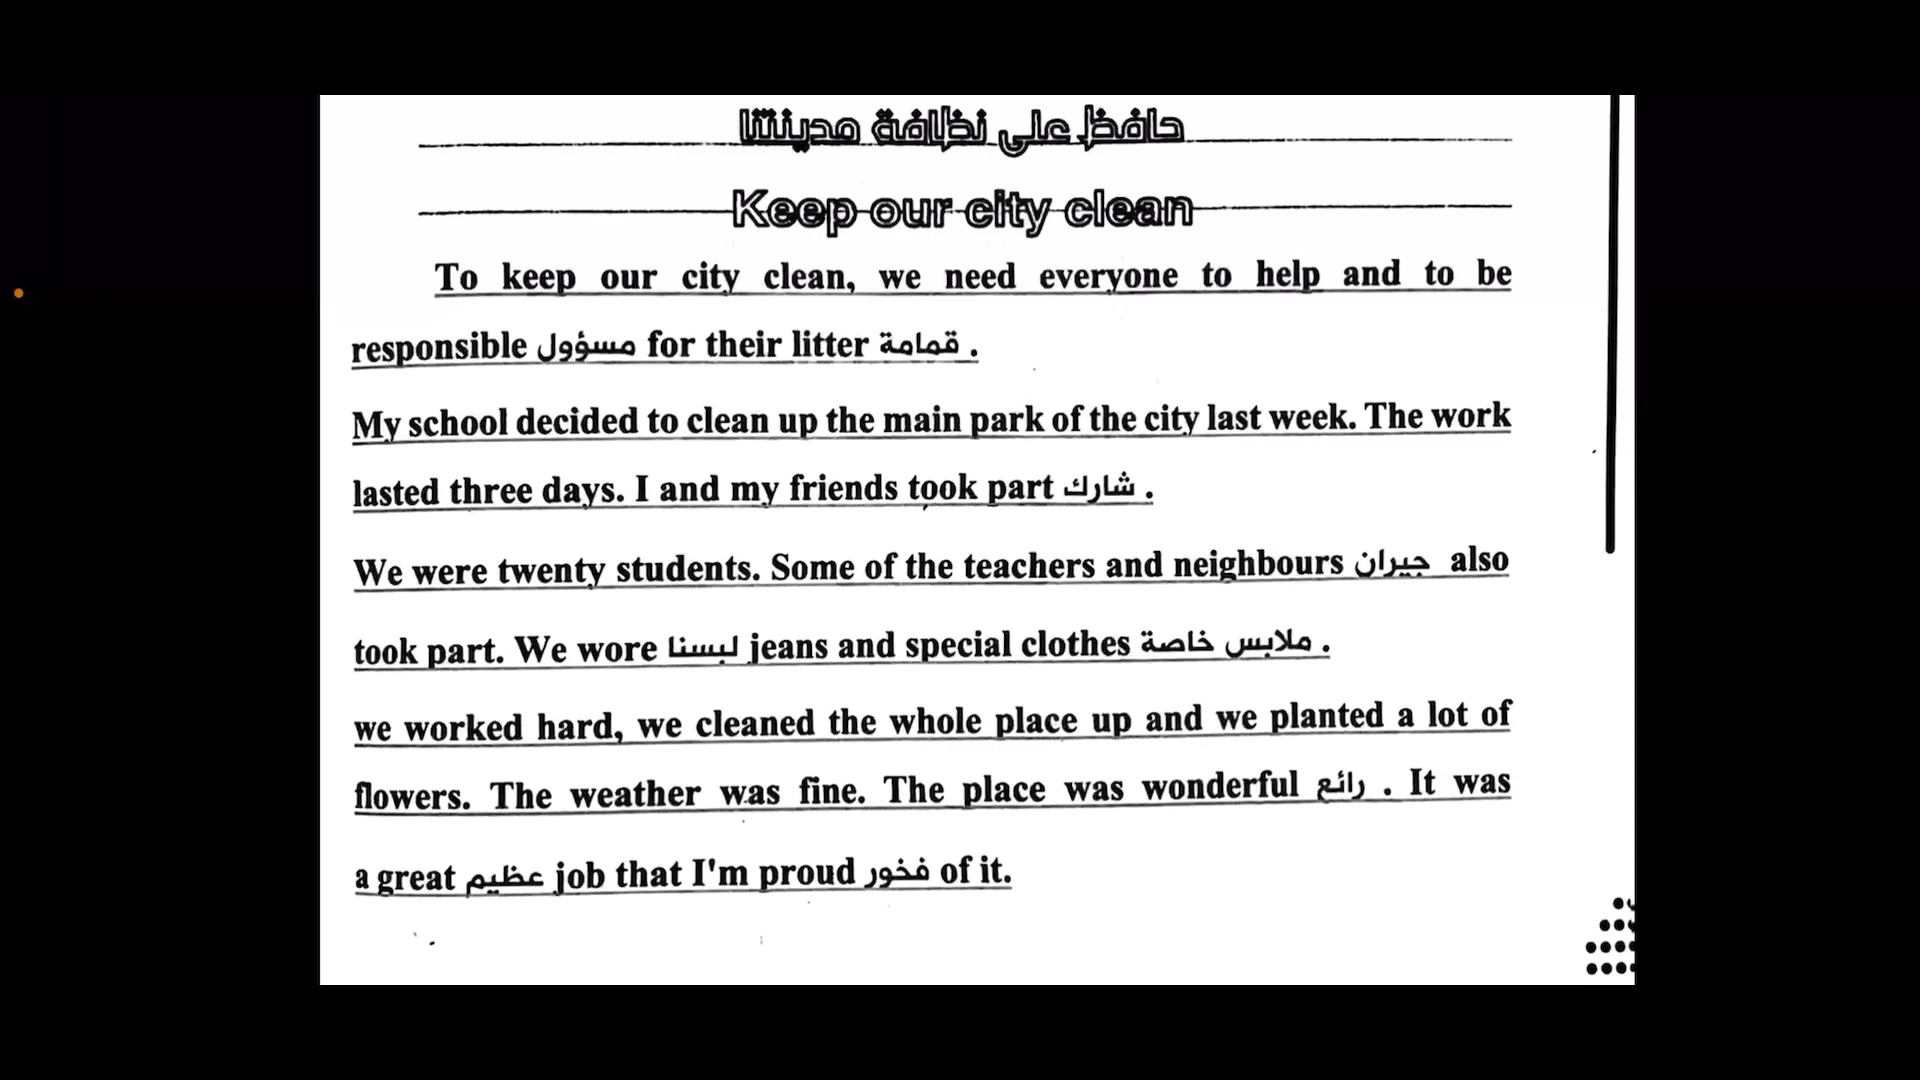 حافظ على نظافة مدينتنا
Keep our city clean
To keep our city clean, we need everyone to help and to be
responsible مسؤول for their litter قمامة .
My school decided to clean up the main park of the city last week. The work
lasted three days. I and my friends took part شارك .
We were twenty students. Some of the teachers and neighbours جيران also
took part. We wore لبسنا jeans and special clothes ملابس خاصة .
we worked hard, we cleaned the whole place up and we planted a lot of
flowers. The weather was fine. The place was wonderful رائع . It was
a great عظيم job that I'm proud فخور of it.